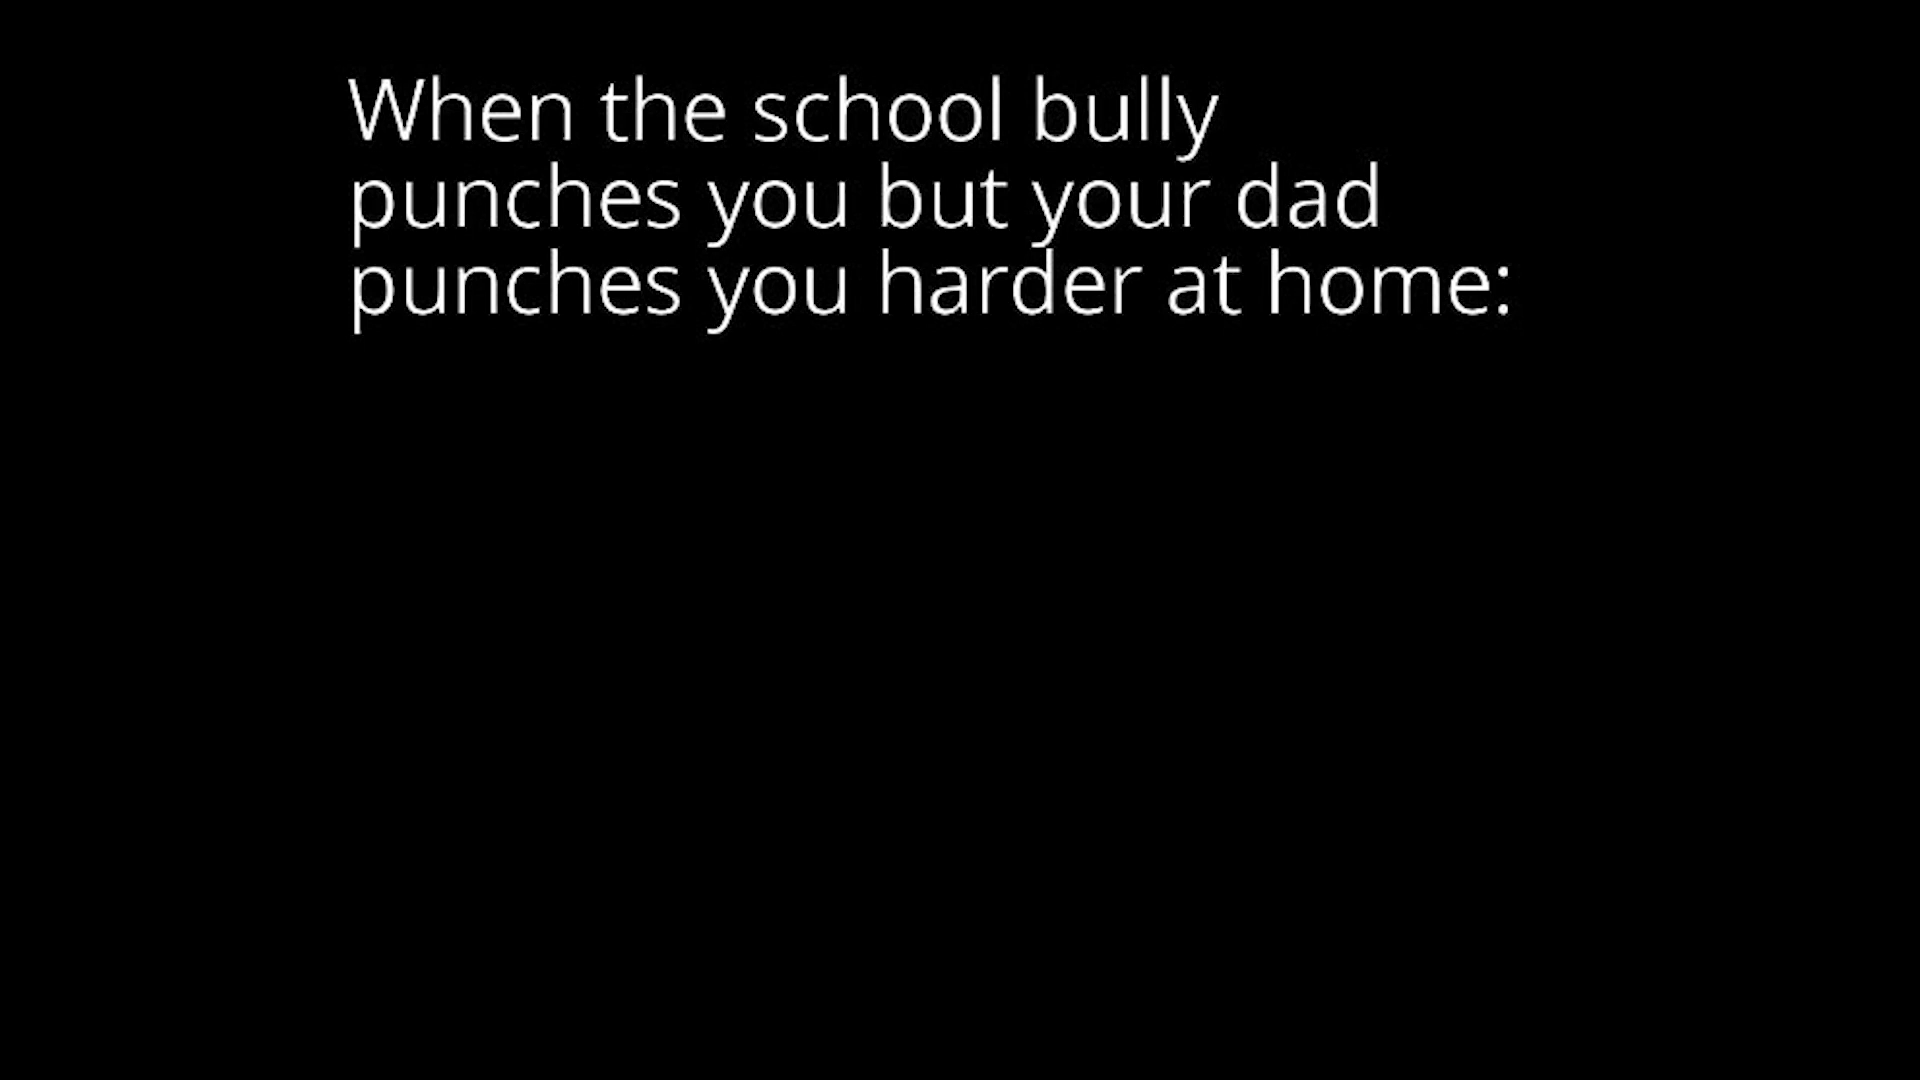 When the school bully
punches you but your dad
punches you harder at home: